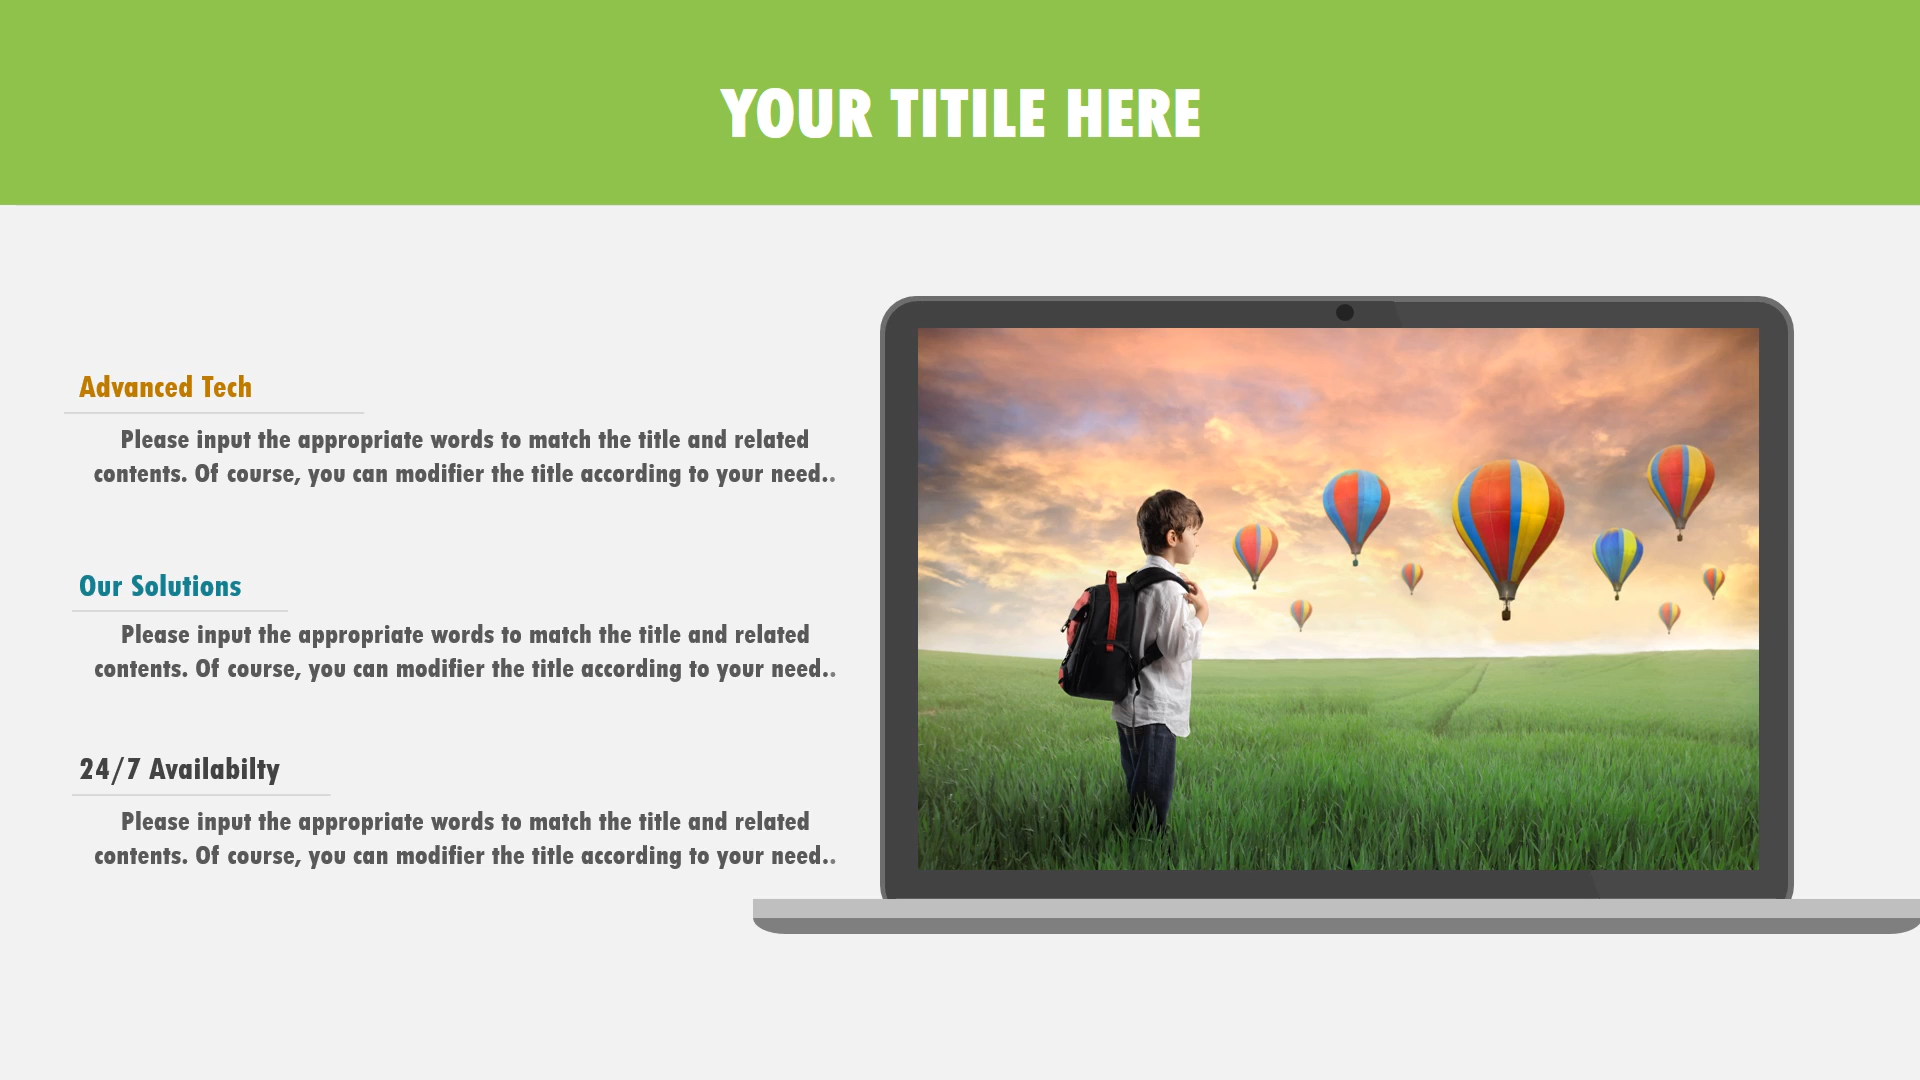 YOUR TITILE HERE
Advanced Tech
Please input the appropriate words to match the title and related
contents. Of course, you can modifier the title according to your need..
Our Solutions
Please input the appropriate words to match the title and related
contents. Of course, you can modifier the title according to your need..
24/7 Availabilty
Please input the appropriate words to match the title and related
contents. Of course, you can modifier the title according to your need..